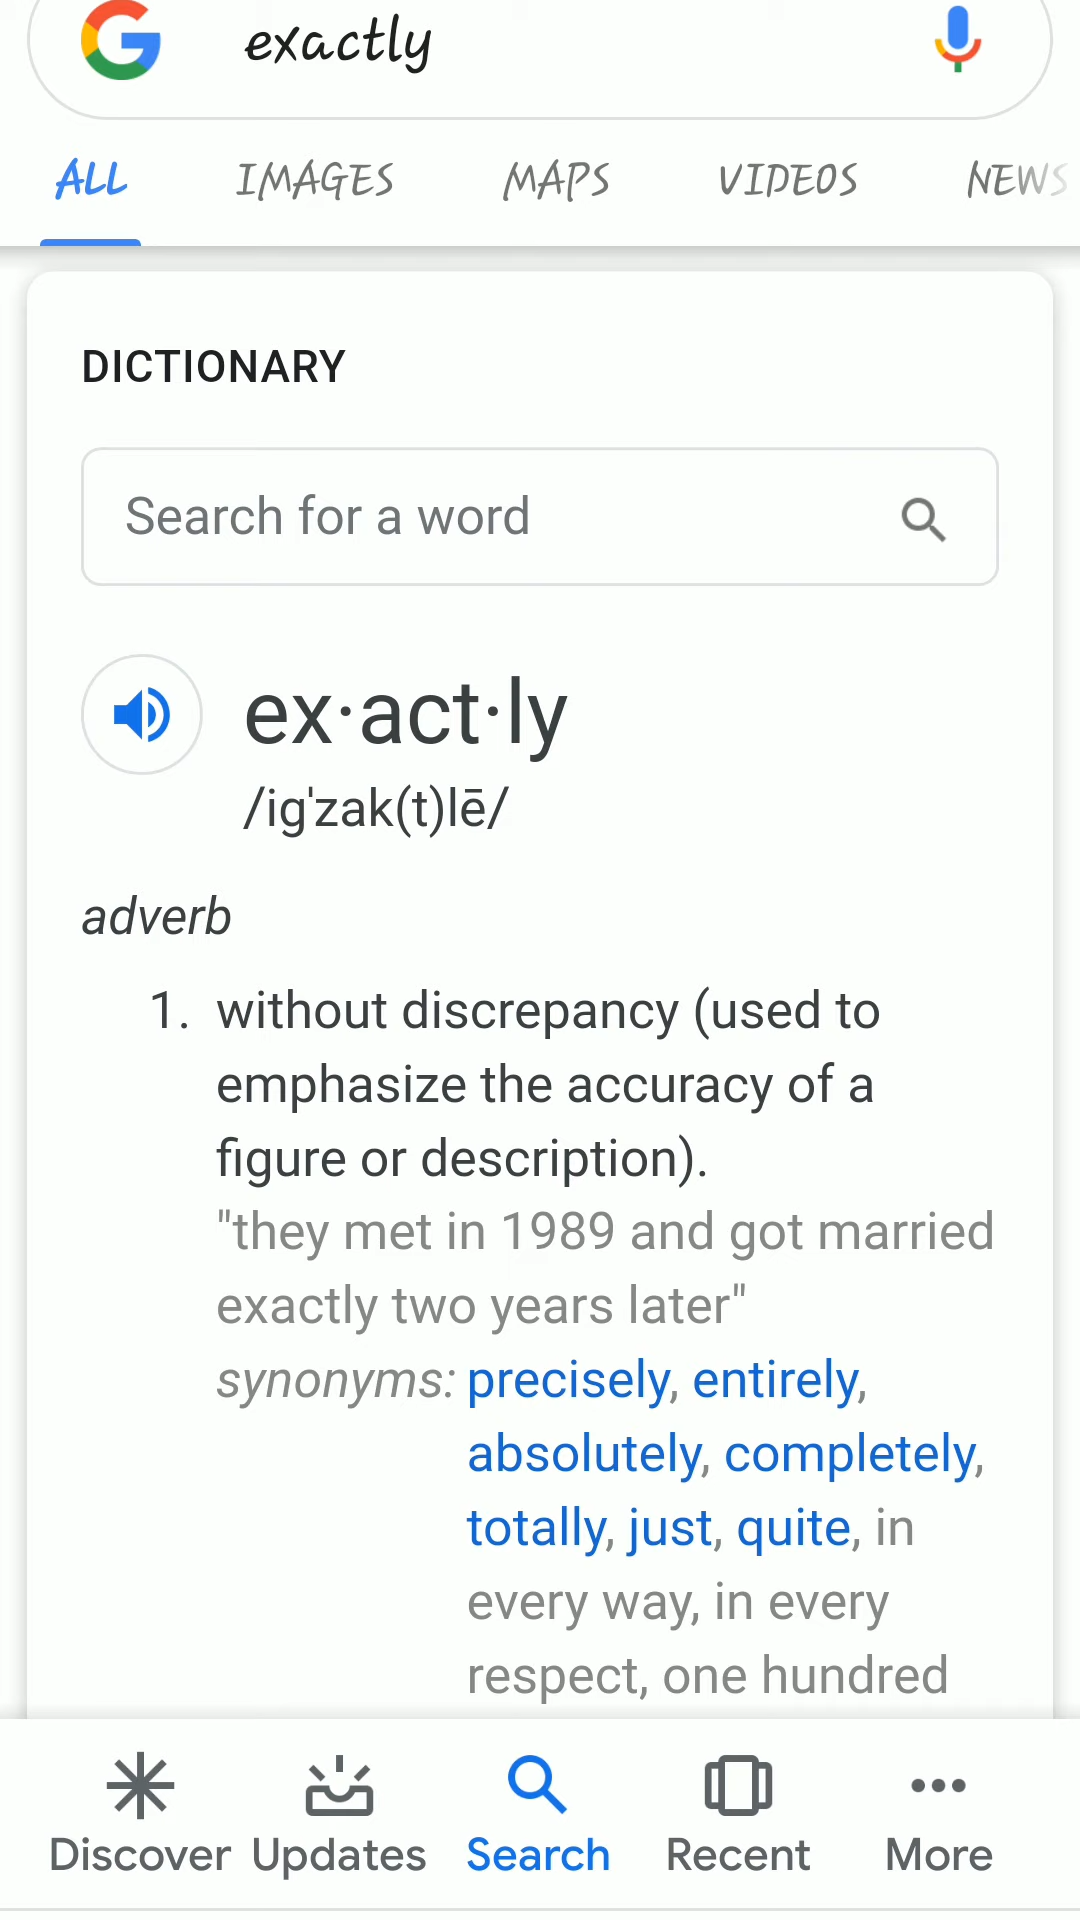 exactly
ALL IMAGES MAPS VIDEOS NEWS
DICTIONARY
Search for a word
ex·act·ly
/iɡˈzak(t)lē/
adverb
1. without discrepancy (used to
emphasize the accuracy of a
figure or description).
"they met in 1989 and got married
exactly two years later"
synonyms: precisely, entirely,
absolutely, completely,
totally, just, quite, in
every way, in every
respect, one hundred
Discover Updates Search Recent More